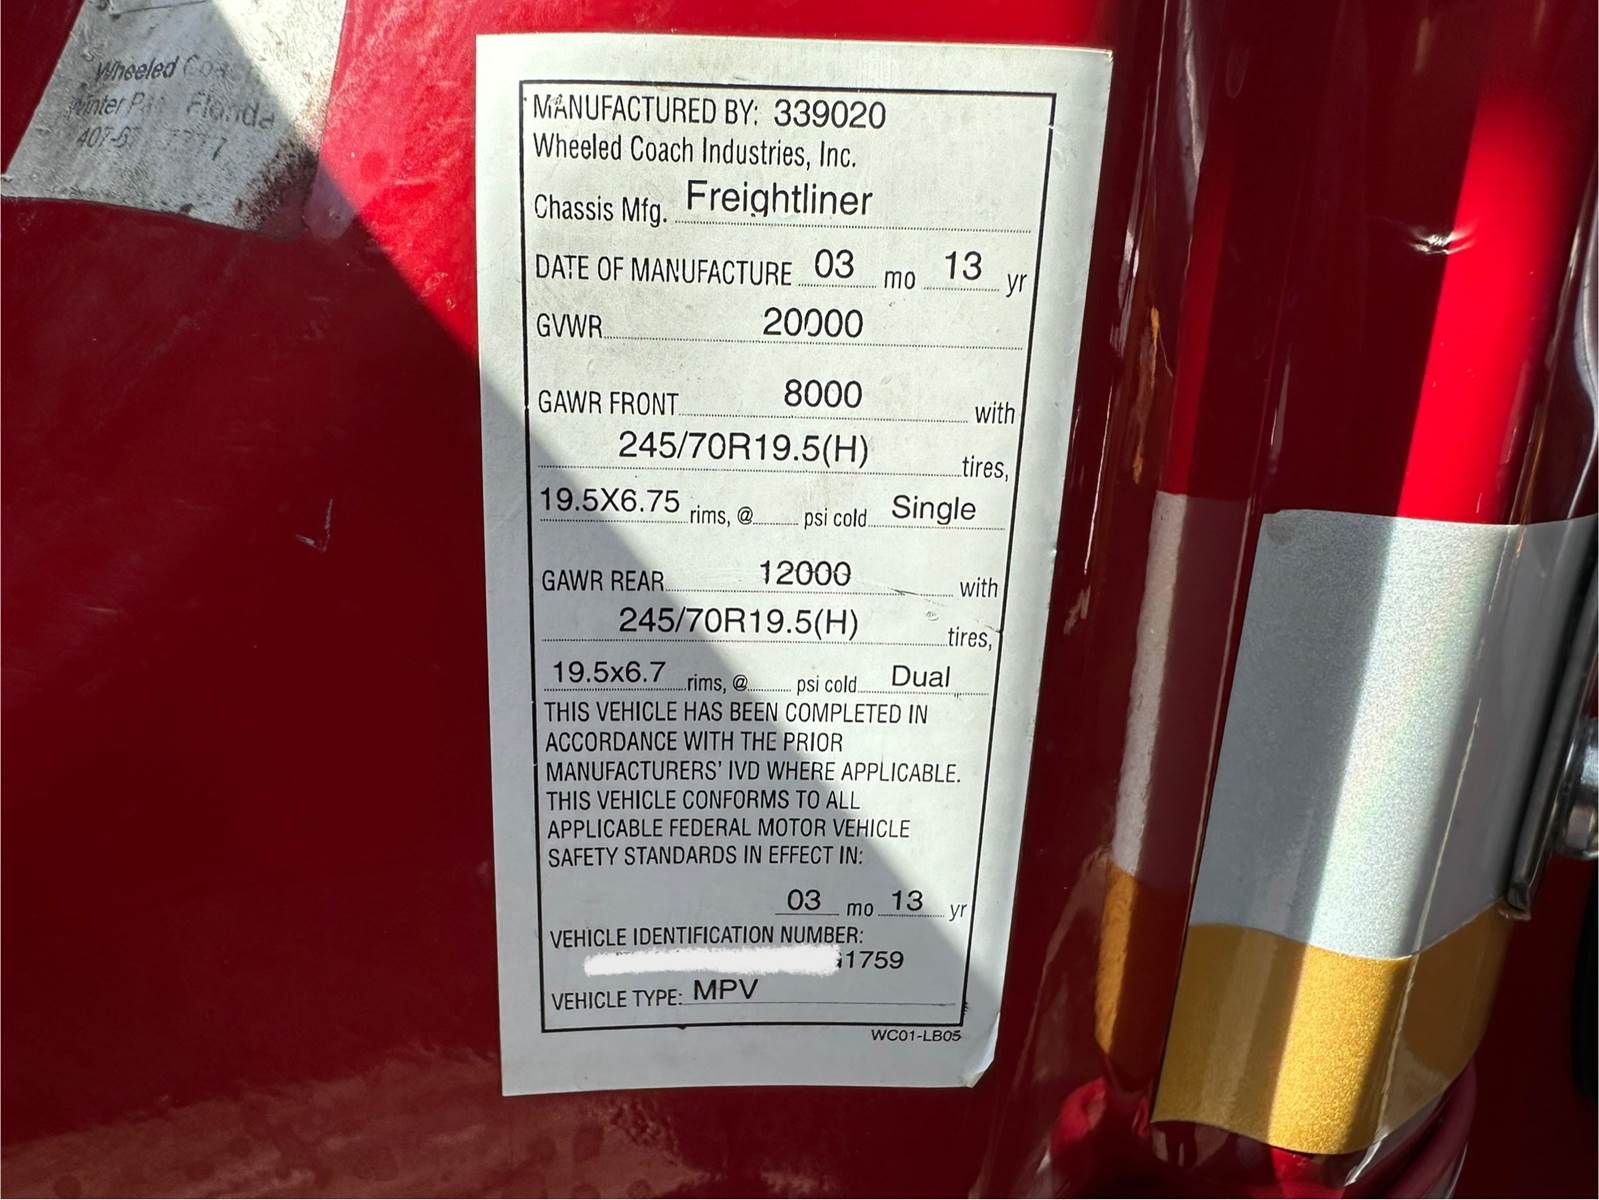 Wheeled
Winter Florida
MANUFACTURED BY: 339020
Wheeled Coach Industries, Inc.
Chassis Mfg. Freightliner
DATE OF MANUFACTURE 03 mo 13 yr
GVWR 20000
GAWR FRONT 8000 with
245/70R19.5(H) tires,
19.5X6.75 rims, @ psi cold Single
GAWR REAR 12000 with
245/70R19.5(H) tires,
19.5x6.7 rims, @ psi cold Dual
THIS VEHICLE HAS BEEN COMPLETED IN
ACCORDANCE WITH THE PRIOR
MANUFACTURERS' IVD WHERE APPLICABLE.
THIS VEHICLE CONFORMS TO ALL
APPLICABLE FEDERAL MOTOR VEHICLE
SAFETY STANDARDS IN EFFECT IN:
03 mo 13 yr
VEHICLE IDENTIFICATION NUMBER:
1759
VEHICLE TYPE: MPV
WC01-LB05